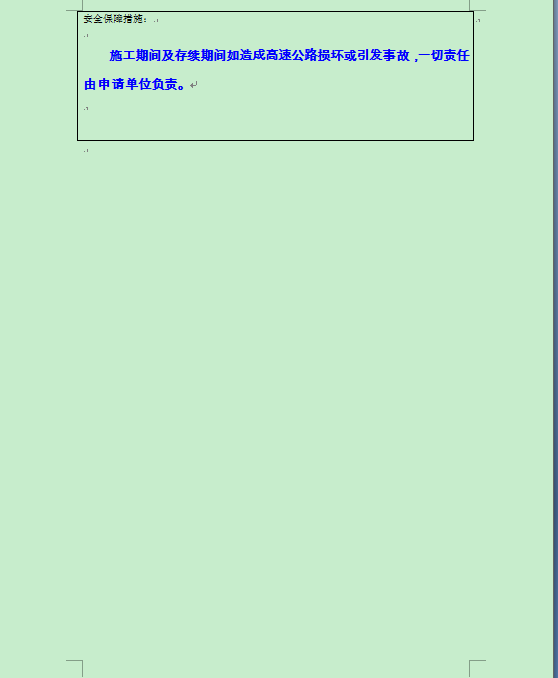 安全保障措施：
施工期间及存续期间如造成高速公路损环或引发事故，一切责任
由申请单位负责。